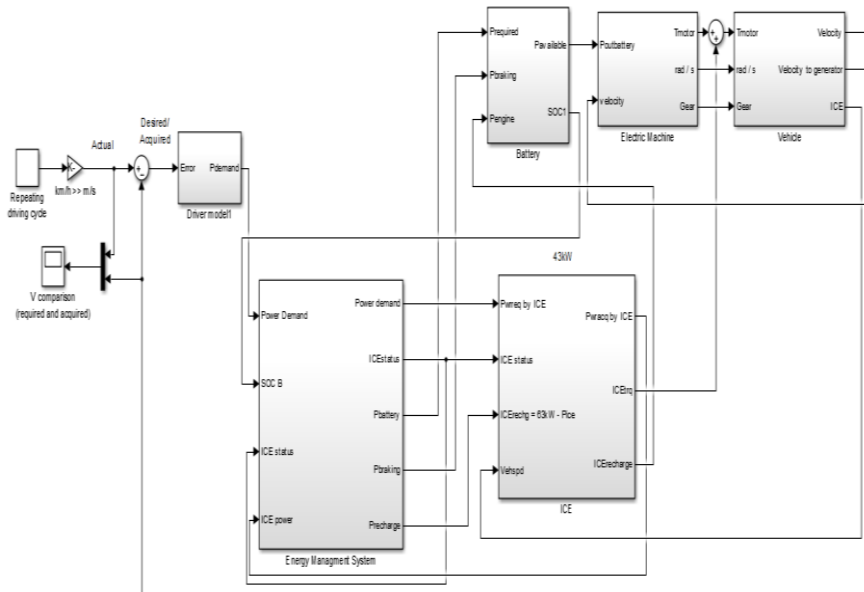 Repeating
driving cycle
K-
km/h >> m/s
Actual
Desired/
Acquired
+
-
V comparison
(required and acquired)
Error
Pdemand
Driver model1
Prequired
Pbraking
Pengine
Pavailable
SOC1
Battery
Poutbattery
velocity
Tmotor
rad / s
Gear
Electric Machine
+
+
Tmotor
rad / s
Gear
Velocity
Velocity to generator
ICE
Vehicle
Power Demand
SOC B
ICE status
ICE power
Power demand
ICEstatus
Pbattery
Pbraking
Precharge
Energy Managment System
43kW
Pwrreq by ICE
ICE status
ICErechg = 63kW - Pice
Vehspd
Pwracq by ICE
ICEtrq
ICErecharge
ICE